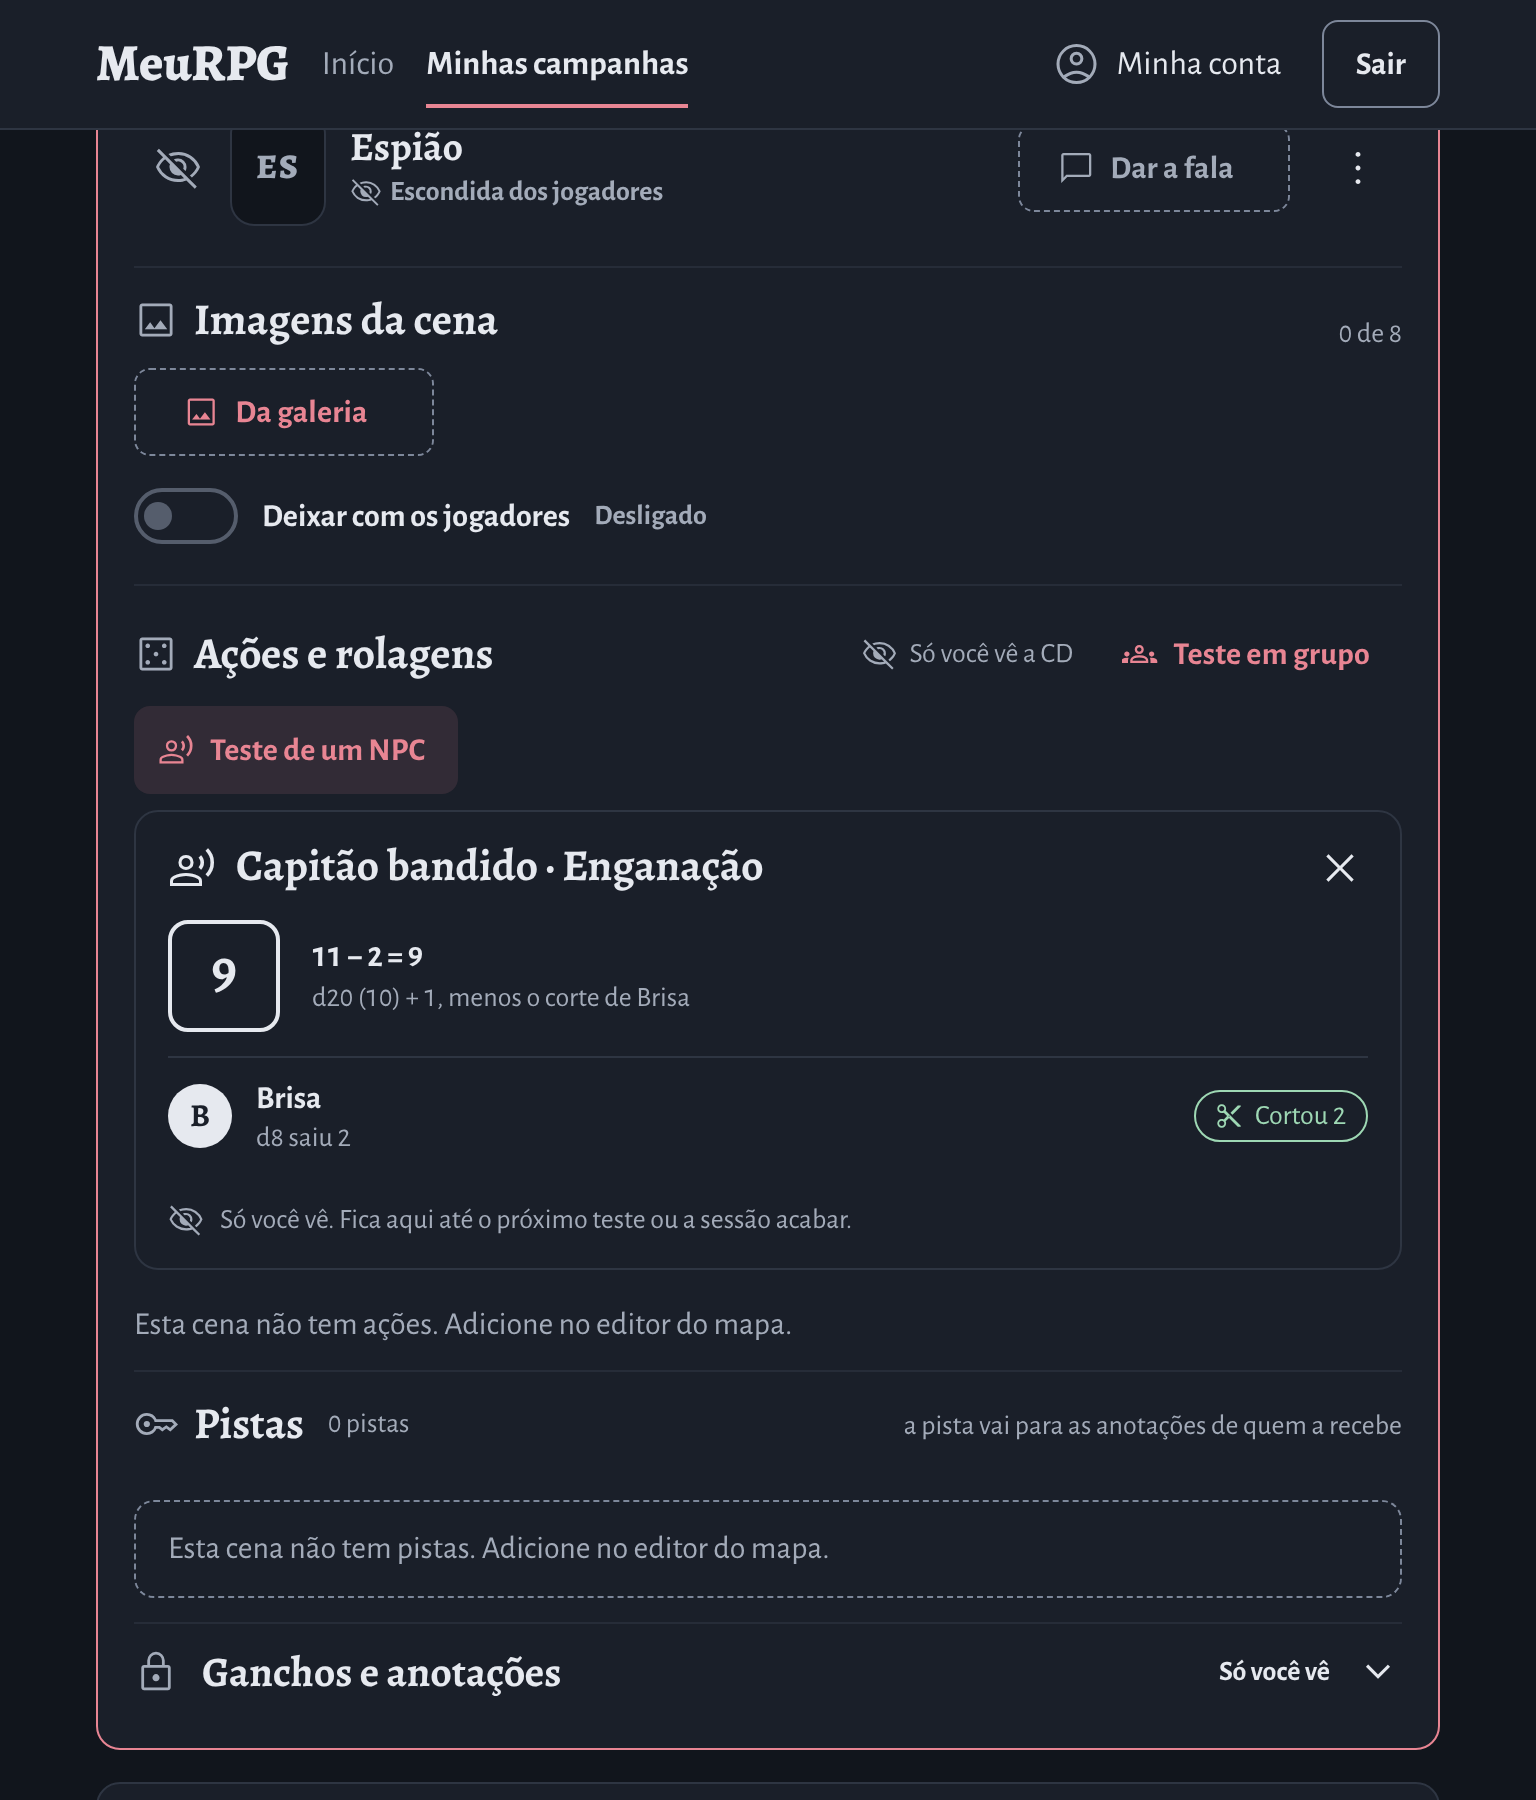 MeuRPG Início Minhas campanhas Minha conta Sair
ES Espião
Escondida dos jogadores
Dar a fala
Imagens da cena 0 de 8
Da galeria
Deixar com os jogadores Desligado
Ações e rolagens Só você vê a CD Teste em grupo
Teste de um NPC
Capitão bandido · Enganação
9 11 – 2 = 9
d20 (10) + 1, menos o corte de Brisa
B Brisa
d8 saiu 2
Cortou 2
Só você vê. Fica aqui até o próximo teste ou a sessão acabar.
Esta cena não tem ações. Adicione no editor do mapa.
Pistas 0 pistas a pista vai para as anotações de quem a recebe
Esta cena não tem pistas. Adicione no editor do mapa.
Ganchos e anotações Só você vê